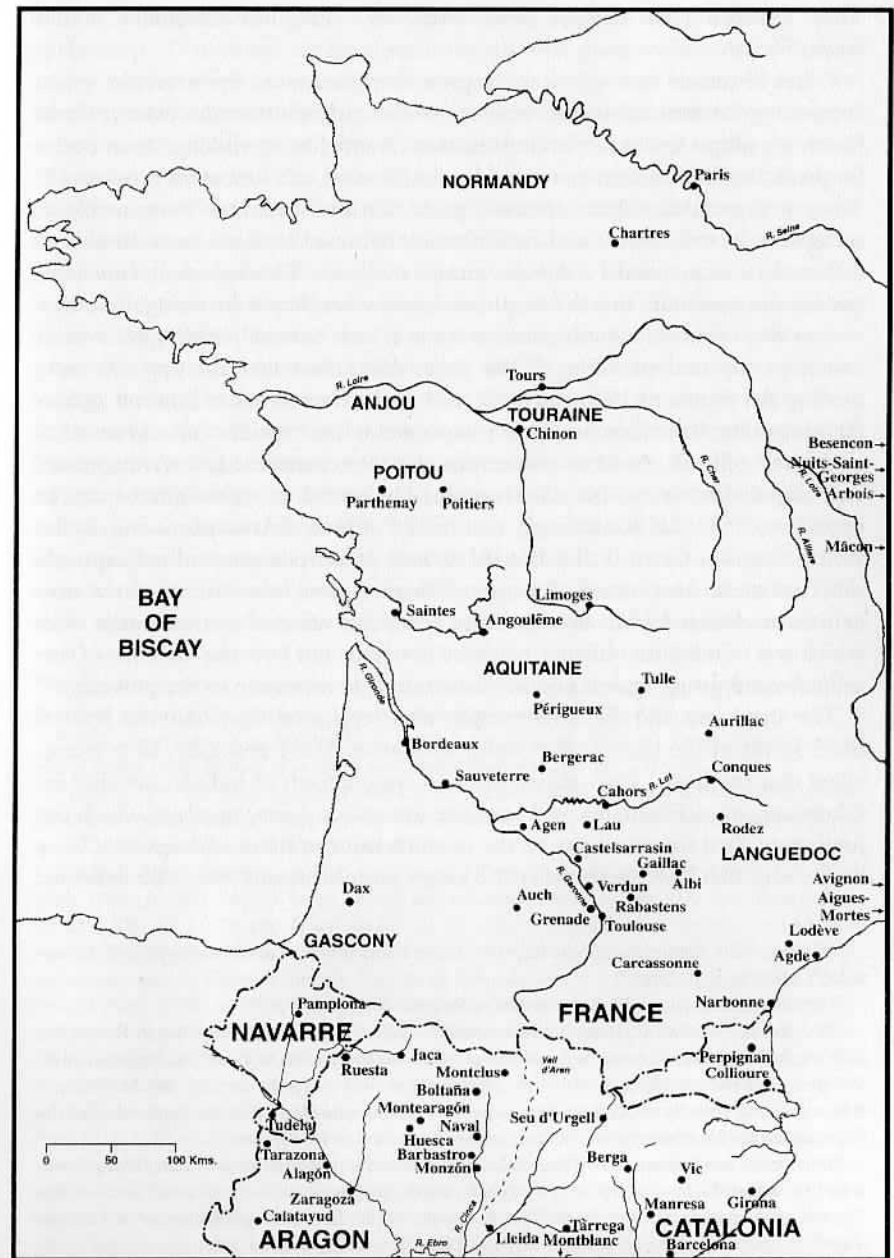 NORMANDY
Paris
Chartres
R. Seine
R. Loire
Tours
ANJOU
TOURAINE
Chinon
Besançon
Nuits-Saint-
Georges
Arbois
R. Cher
R. Loire
R. Allier
POITOU
Parthenay
Poitiers
Mâcon
BAY
OF
BISCAY
Saintes
Limoges
Angoulême
R. Gironde
AQUITAINE
Tulle
Périgueux
Aurillac
Bordeaux
Bergerac
Sauveterre
R. Lot
Conques
Cahors
Agen
Lau
Rodez
Castelsarrasin
LANGUEDOC
Gaillac
Albi
R. Garonne
Verdun
Rabastens
Avignon
Aigues-
Mortes
Dax
Auch
Grenade
Toulouse
Lodève
Agde
GASCONY
Carcassonne
Narbonne
FRANCE
Pamplona
NAVARRE
Ruesta
Jaca
Montclus
Vall
d'Aran
Perpignan
Collioure
Boltaña
Montearagón
Seu d'Urgell
Tudela
Huesca
Naval
Berga
Tarazona
Barbastro
Vic
0 50 100 Kms.
Alagón
Monzón
Girona
Zaragoza
Manresa
Calatayud
R. Cinca
Lleida
Tàrrega
CATALONIA
ARAGON
R. Ebro
Montblanc
Barcelona